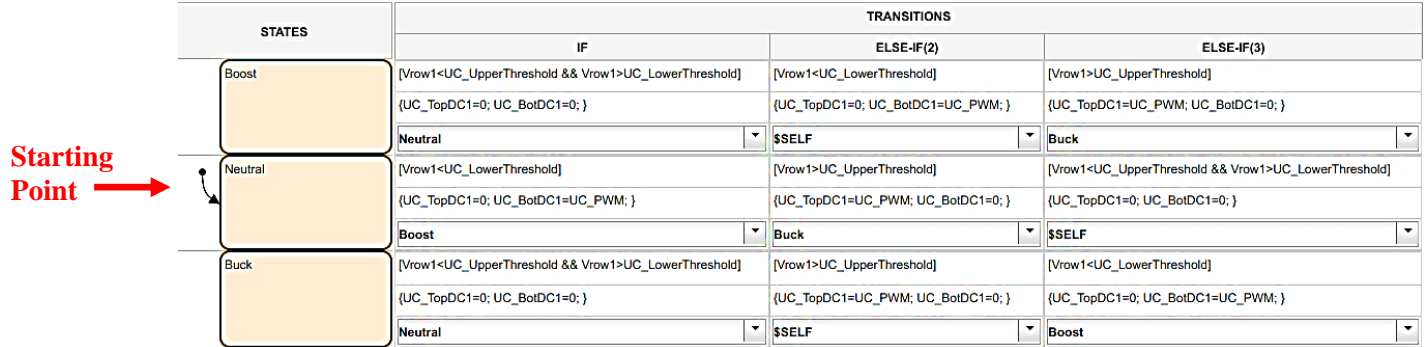 STATES
TRANSITIONS
IF
ELSE-IF(2)
ELSE-IF(3)
Boost
[Vrow1<UC_UpperThreshold && Vrow1>UC_LowerThreshold]
[Vrow1<UC_LowerThreshold]
[Vrow1>UC_UpperThreshold]
{UC_TopDC1=0; UC_BotDC1=0; }
{UC_TopDC1=0; UC_BotDC1=UC_PWM; }
{UC_TopDC1=UC_PWM; UC_BotDC1=0; }
Neutral
$SELF
Buck
Starting
Point
Neutral
[Vrow1<UC_LowerThreshold]
[Vrow1>UC_UpperThreshold]
[Vrow1<UC_UpperThreshold && Vrow1>UC_LowerThreshold]
{UC_TopDC1=0; UC_BotDC1=UC_PWM; }
{UC_TopDC1=UC_PWM; UC_BotDC1=0; }
{UC_TopDC1=0; UC_BotDC1=0; }
Boost
Buck
$SELF
Buck
[Vrow1<UC_UpperThreshold && Vrow1>UC_LowerThreshold]
[Vrow1>UC_UpperThreshold]
[Vrow1<UC_LowerThreshold]
{UC_TopDC1=0; UC_BotDC1=0; }
{UC_TopDC1=UC_PWM; UC_BotDC1=0; }
{UC_TopDC1=0; UC_BotDC1=UC_PWM; }
Neutral
$SELF
Boost